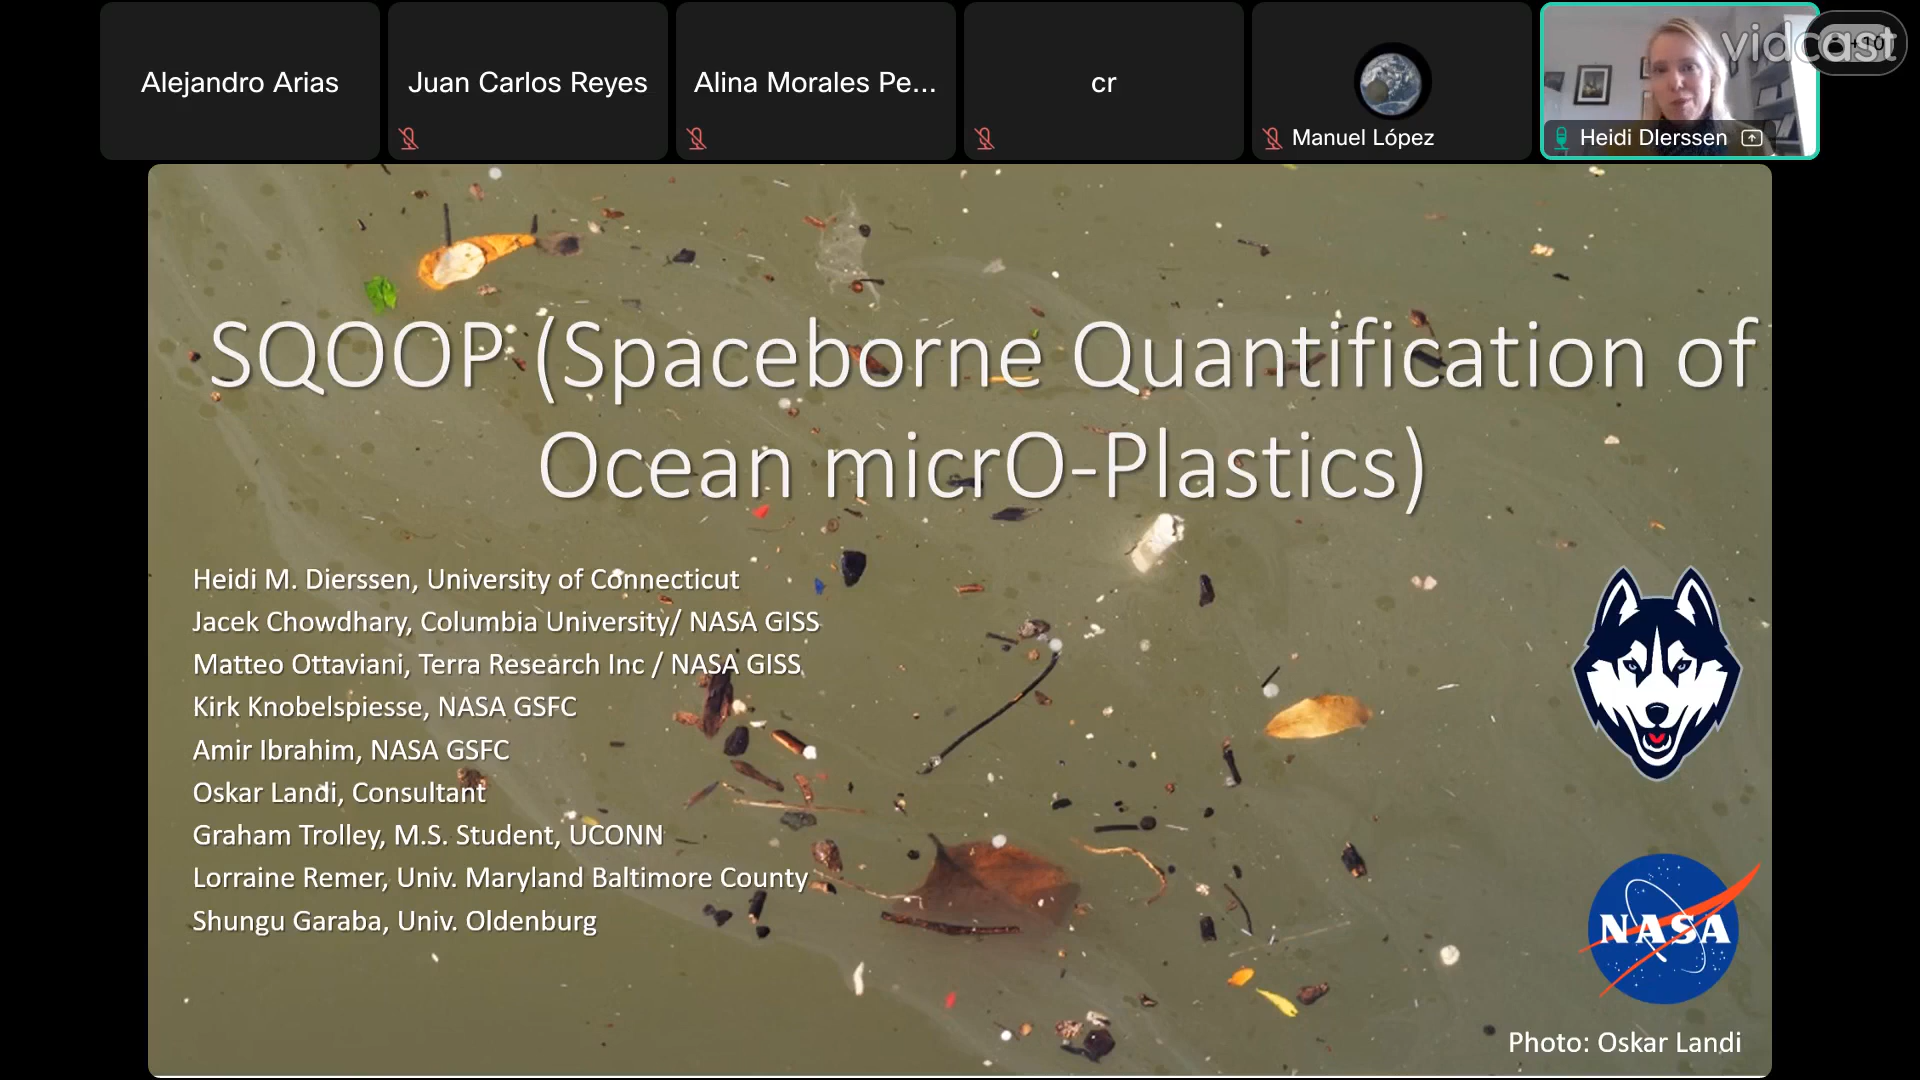 Alejandro Arias
Juan Carlos Reyes
Alina Morales Pe...
cr
Manuel López
Heidi DIerssen
vidcast
+10
SQOOP (Spaceborne Quantification of
Ocean micrO-Plastics)
Heidi M. Dierssen, University of Connecticut
Jacek Chowdhary, Columbia University/ NASA GISS
Matteo Ottaviani, Terra Research Inc / NASA GISS
Kirk Knobelspiesse, NASA GSFC
Amir Ibrahim, NASA GSFC
Oskar Landi, Consultant
Graham Trolley, M.S. Student, UCONN
Lorraine Remer, Univ. Maryland Baltimore County
Shungu Garaba, Univ. Oldenburg
NASA
Photo: Oskar Landi